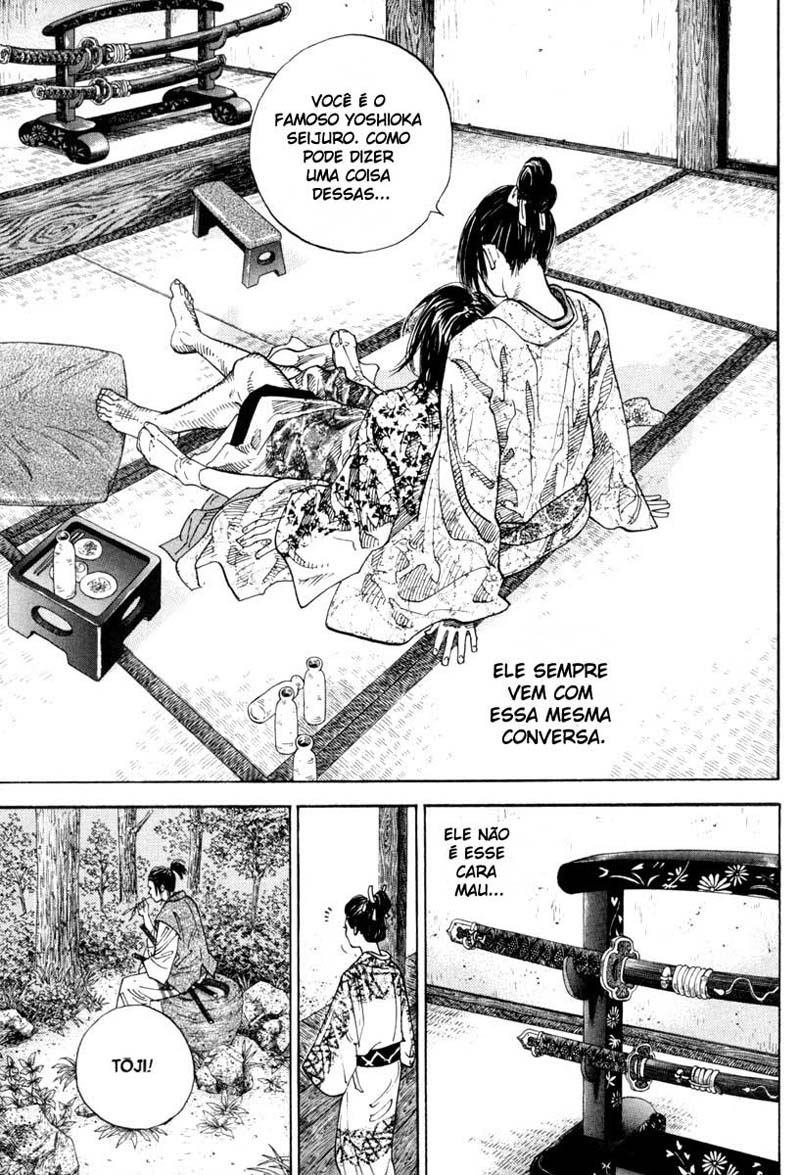 VOCÊ É O
FAMOSO YOSHIOKA
SEIJURO. COMO
PODE DIZER
UMA COISA
DESSAS...
ELE SEMPRE
VEM COM
ESSA MESMA
CONVERSA.
ELE NÃO
É ESSE
CARA
MAU...
TŌJI!